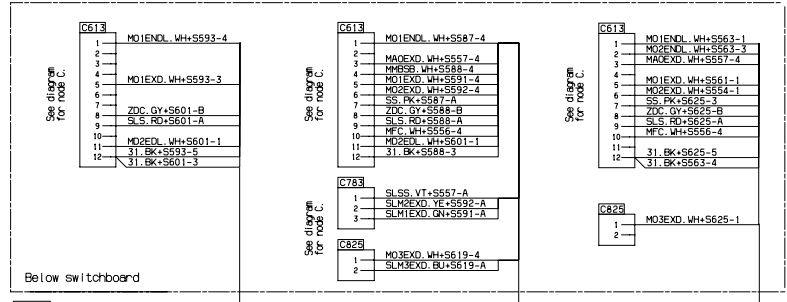 C613
1 MO1ENDL.WH+S593-4
2
3
4
5 MO1EXD.WH+S593-3
6
7
8 ZDC.GY+S601-B
9 SLS.RD+S601-A
10
11 MD2EDL.WH+S601-1
12 31.BK+S593-5
31.BK+S601-3
See diagram
for node C.
C613
1 MO1ENDL.WH+S587-4
2
3 MAOEXD.WH+S557-4
4 MMBSB.WH+S588-4
5 MO1EXD.WH+S591-4
6 MO2EXD.WH+S592-4
7 SS.PK+S587-A
8 ZDC.GY+S588-B
9 SLS.RD+S588-A
10 MFC.WH+S556-4
11 MD2EDL.WH+S601-1
12 31.BK+S588-3
See diagram
for node C.
C783
1 SLSS.VT+S557-A
2 SLM2EXD.YE+S592-A
3 SLM1EXD.GN+S591-A
C825
1 MO3EXD.WH+S619-4
2 SLM3EXD.BU+S619-A
See diagram
for node C.
C613
1 MO1ENDL.WH+S563-1
2 MO2ENDL.WH+S563-3
3 MAOEXD.WH+S557-4
4
5 MO1EXD.WH+S561-1
6 MO2EXD.WH+S554-1
7 SS.PK+S625-3
8 ZDC.GY+S625-B
9 SLS.RD+S625-A
10 MFC.WH+S556-4
11
12 31.BK+S625-5
31.BK+S563-4
See diagram
for node C.
C825
1 MO3EXD.WH+S625-1
2
Below switchboard